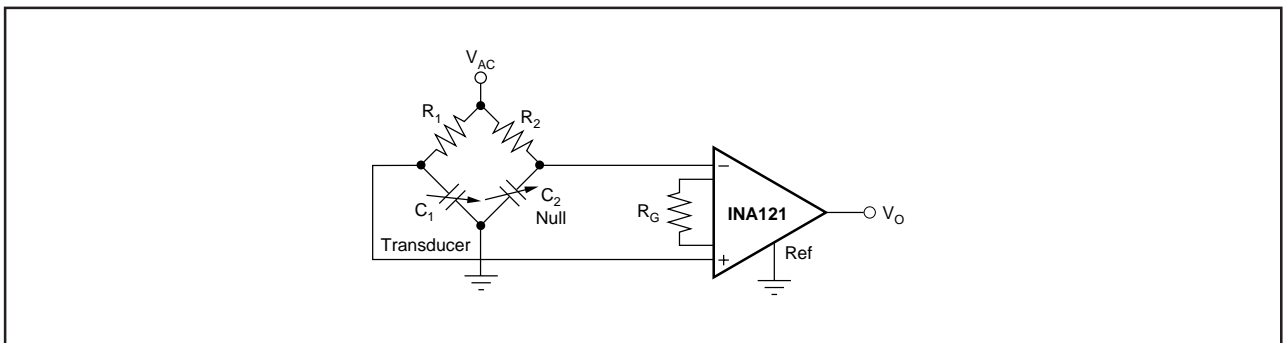 V_AC
R_1
R_2
C_1
C_2
Null
Transducer
−
R_G
INA121
V_O
Ref
+